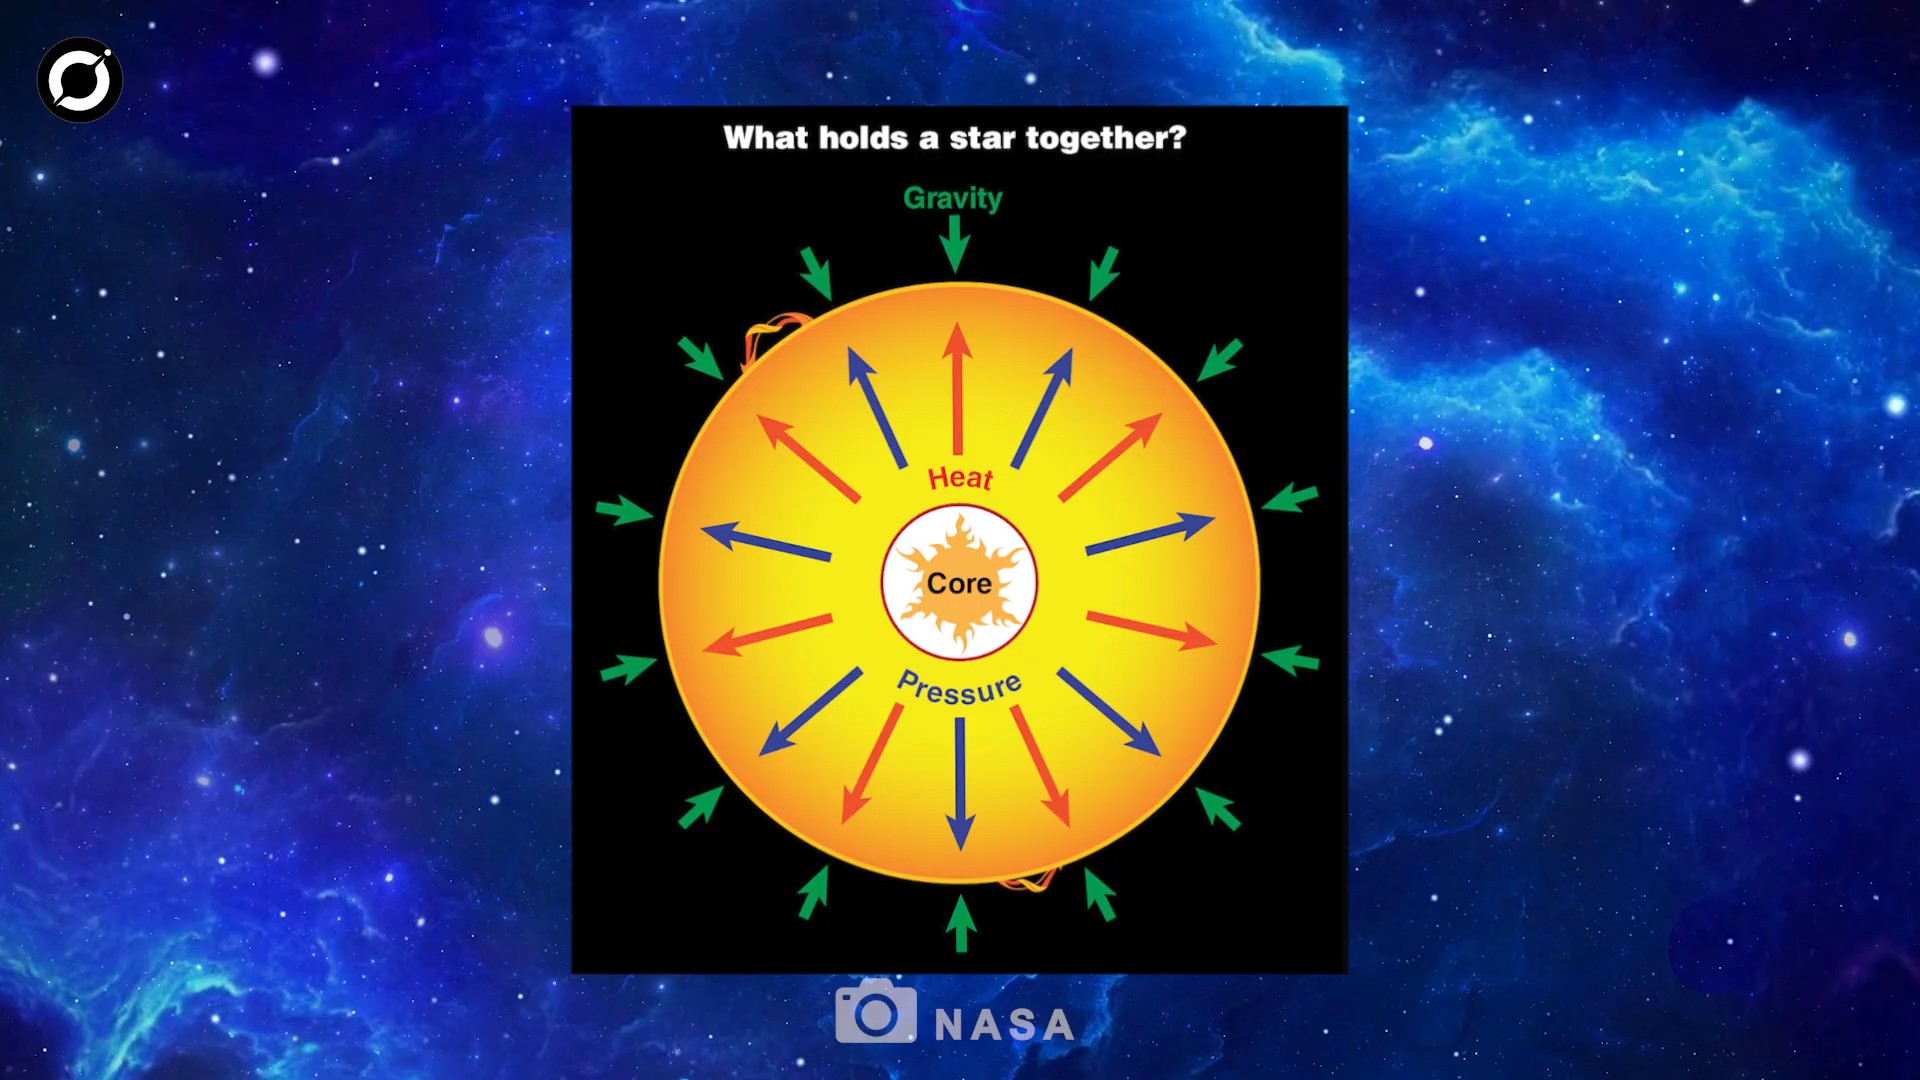 What holds a star together?
Gravity
Heat
Core
Pressure
NASA